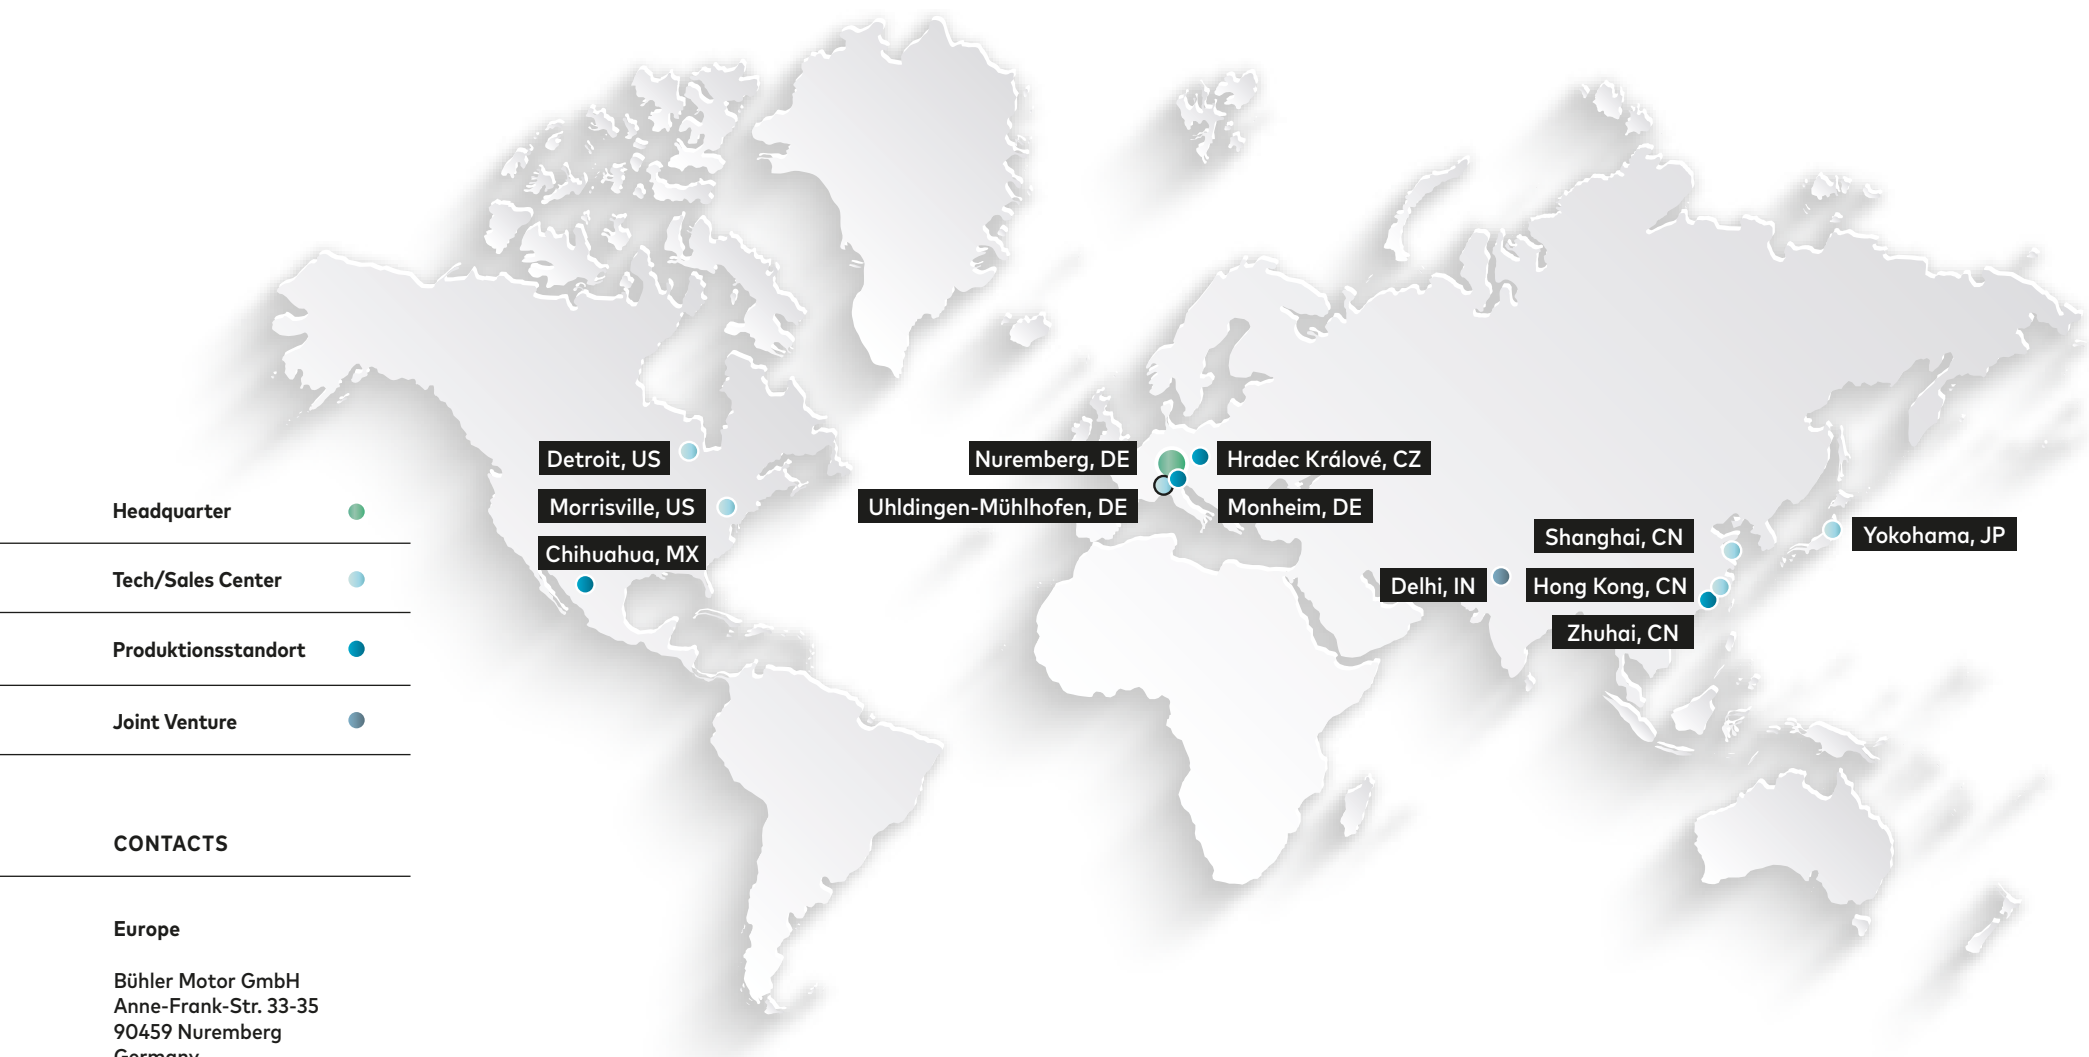 Headquarter
Tech/Sales Center
Produktionsstandort
Joint Venture
CONTACTS
Europe
Bühler Motor GmbH
Anne-Frank-Str. 33-35
90459 Nuremberg
Germany
Detroit, US
Morrisville, US
Chihuahua, MX
Nuremberg, DE
Hradec Králové, CZ
Uhldingen-Mühlhofen, DE
Monheim, DE
Shanghai, CN
Yokohama, JP
Delhi, IN
Hong Kong, CN
Zhuhai, CN